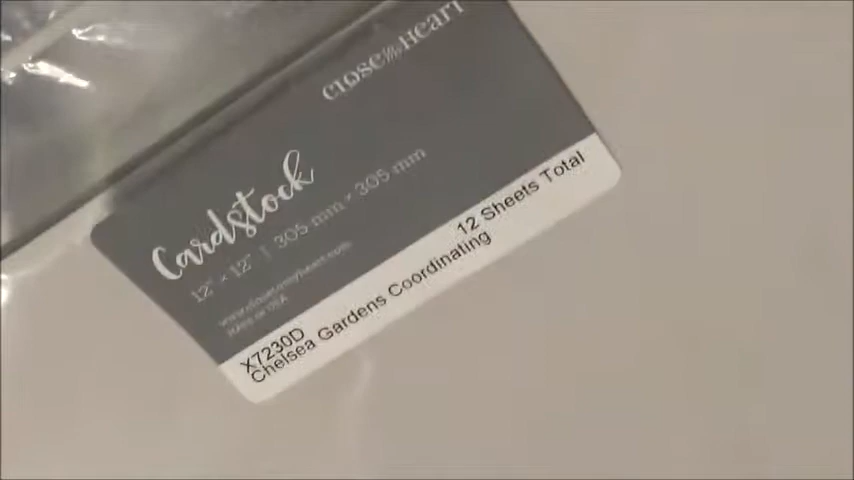 CLOSE TO MY HEART
Cardstock
12" × 12" | 305 mm × 305 mm
www.closetomyheart.com
MADE IN USA
12 Sheets Total
X7230D
Chelsea Gardens Coordinating